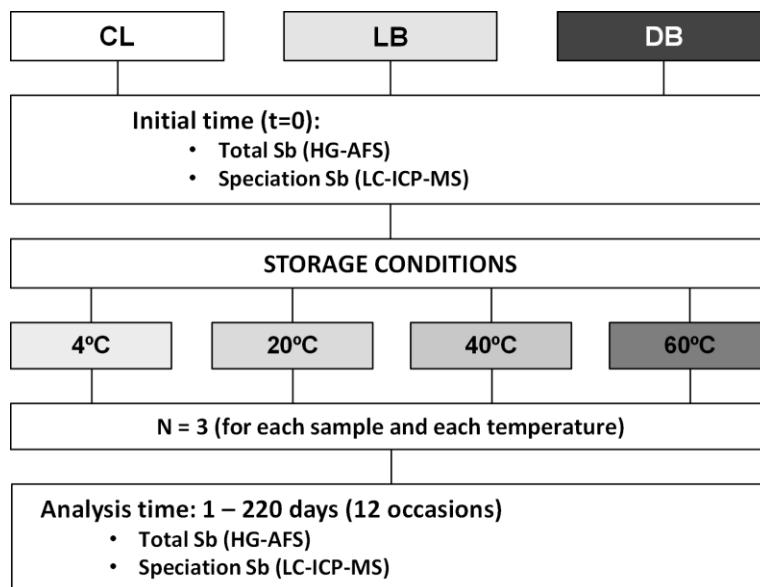 CL LB DB
Initial time (t=0):
• Total Sb (HG-AFS)
• Speciation Sb (LC-ICP-MS)
STORAGE CONDITIONS
4ºC 20ºC 40ºC 60ºC
N = 3 (for each sample and each temperature)
Analysis time: 1 – 220 days (12 occasions)
• Total Sb (HG-AFS)
• Speciation Sb (LC-ICP-MS)